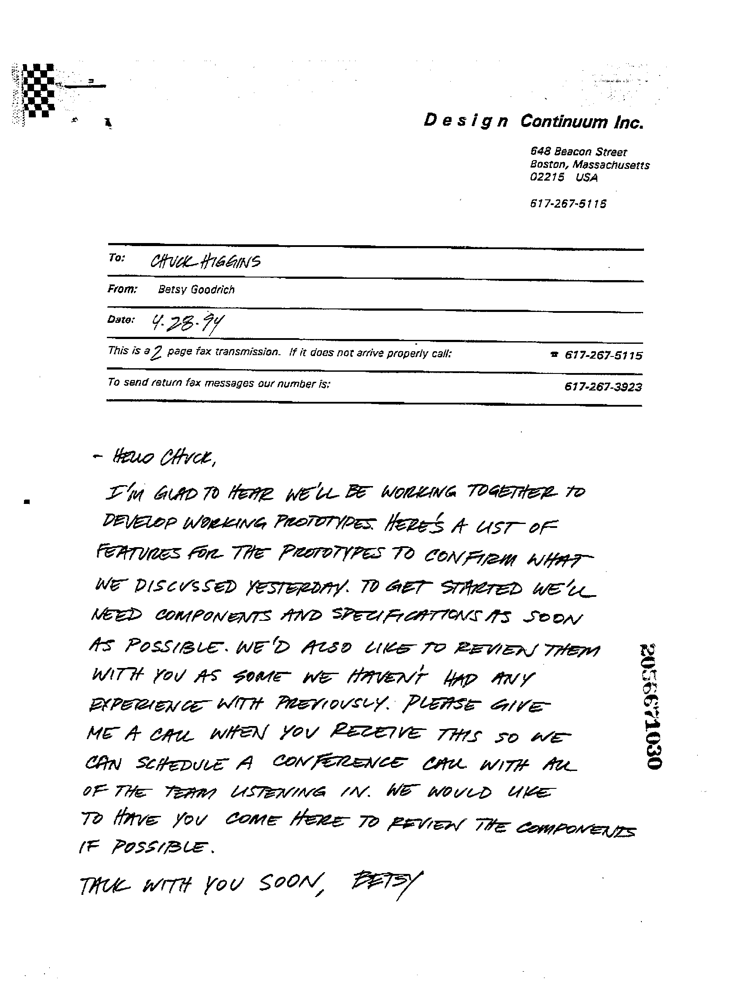 Design Continuum Inc.
648 Beacon Street
Boston, Massachusetts
02215 USA
617-267-5115
To: CHUCK HIGGINS
From: Betsy Goodrich
Date: 4.28.94
This is a 2 page fax transmission. If it does not arrive properly call: ☎ 617-267-5115
To send return fax messages our number is: 617-267-3923
- HELLO CHUCK,
I'M GLAD TO HEAR WE'LL BE WORKING TOGETHER TO
DEVELOP WORKING PROTOTYPES. HERE'S A LIST OF
FEATURES FOR THE PROTOTYPES TO CONFIRM WHAT
WE DISCUSSED YESTERDAY. TO GET STARTED WE'LL
NEED COMPONENTS AND SPECIFICATIONS AS SOON
AS POSSIBLE. WE'D ALSO LIKE TO REVIEW THEM
WITH YOU AS SOME WE HAVEN'T HAD ANY
EXPERIENCE WITH PREVIOUSLY. PLEASE GIVE
ME A CALL WHEN YOU RECEIVE THIS SO WE
CAN SCHEDULE A CONFERENCE CALL WITH ALL
OF THE TEAM LISTENING IN. WE WOULD LIKE
TO HAVE YOU COME HERE TO REVIEW THE COMPONENTS
IF POSSIBLE.
TALK WITH YOU SOON, BETSY
2056671030